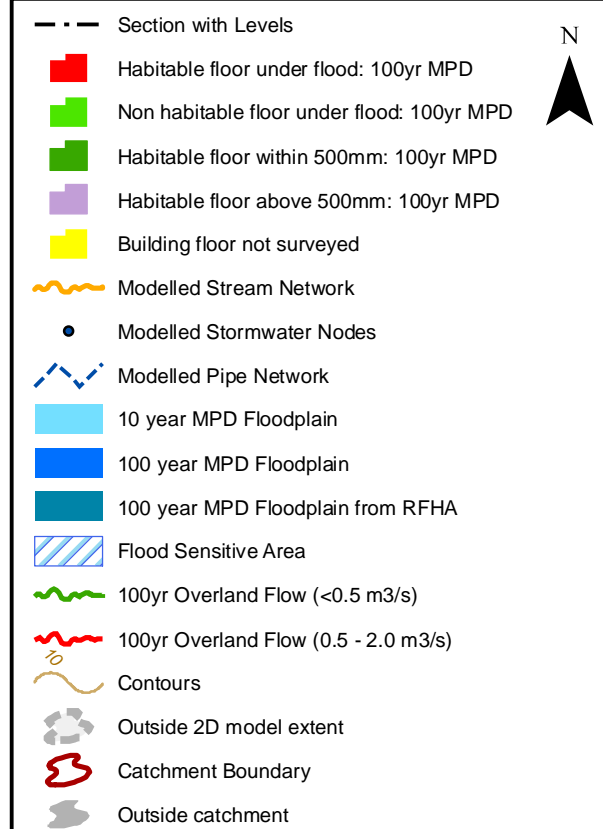 Section with Levels
N
Habitable floor under flood: 100yr MPD
Non habitable floor under flood: 100yr MPD
Habitable floor within 500mm: 100yr MPD
Habitable floor above 500mm: 100yr MPD
Building floor not surveyed
Modelled Stream Network
Modelled Stormwater Nodes
Modelled Pipe Network
10 year MPD Floodplain
100 year MPD Floodplain
100 year MPD Floodplain from RFHA
Flood Sensitive Area
100yr Overland Flow (<0.5 m3/s)
100yr Overland Flow (0.5 - 2.0 m3/s)
10
Contours
Outside 2D model extent
Catchment Boundary
Outside catchment